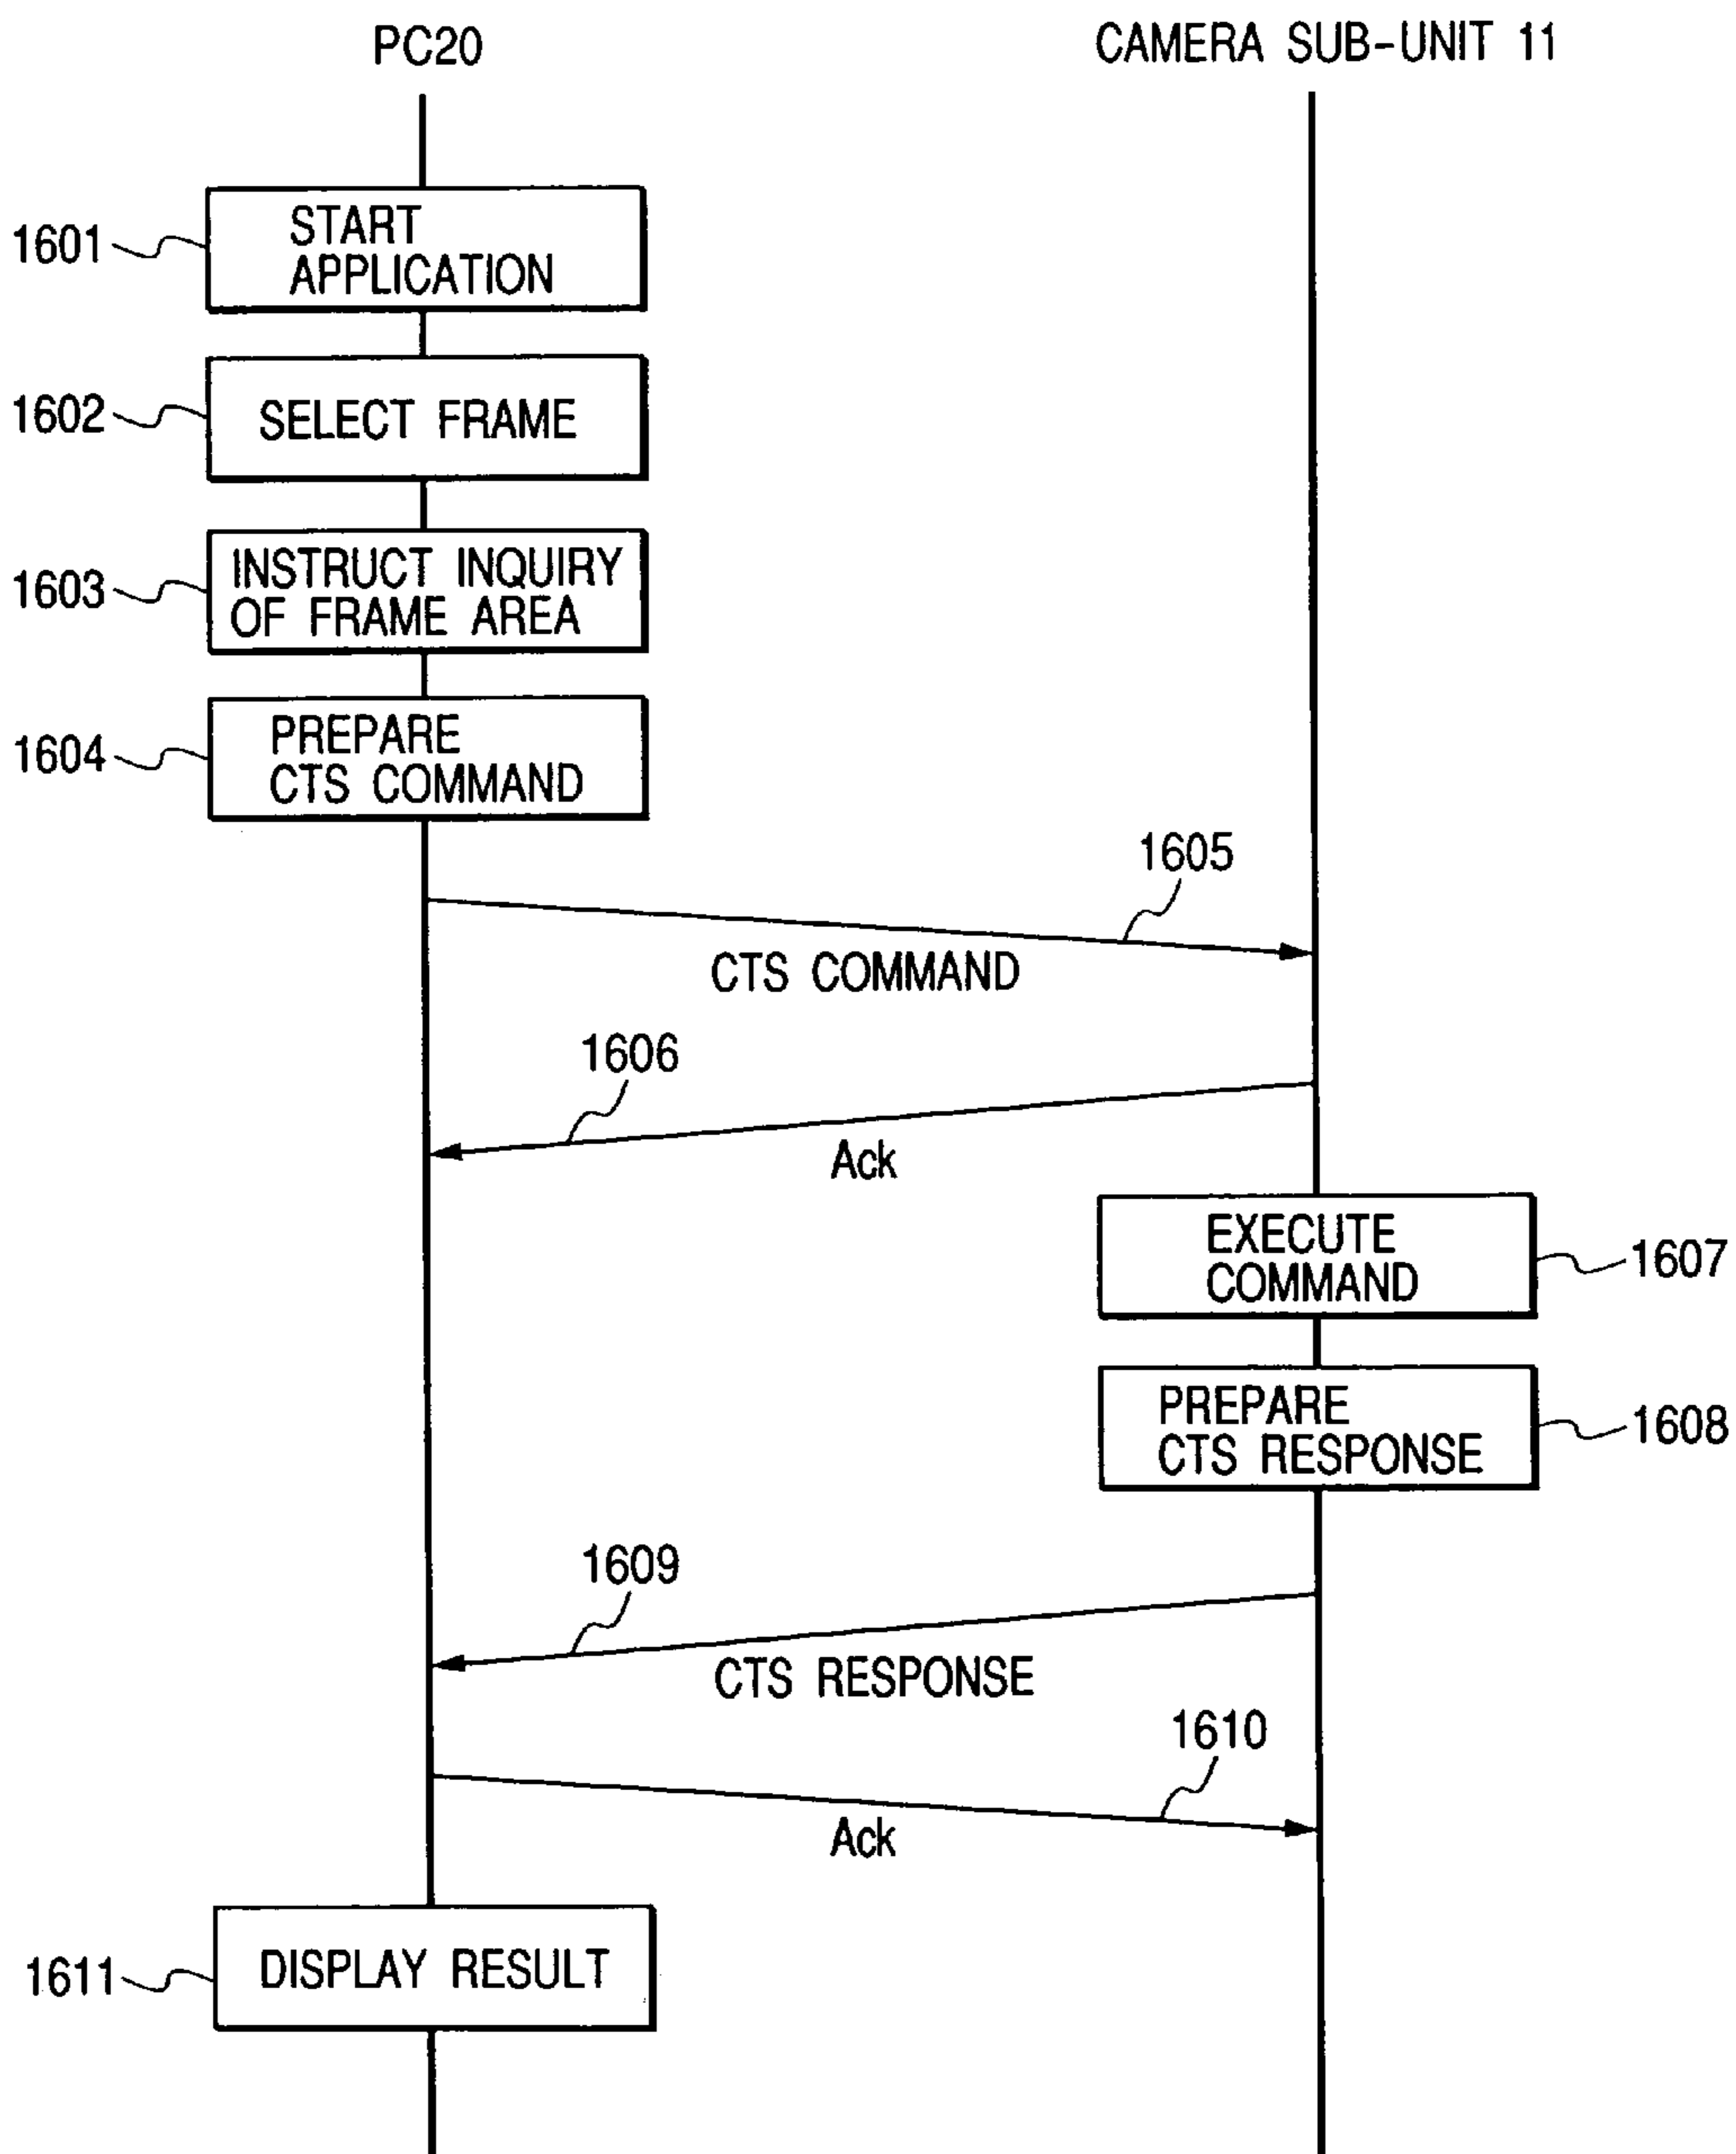 PC20
CAMERA SUB-UNIT 11
1601
START
APPLICATION
1602
SELECT FRAME
1603
INSTRUCT INQUIRY
OF FRAME AREA
1604
PREPARE
CTS COMMAND
1605
CTS COMMAND
1606
Ack
EXECUTE
COMMAND
1607
PREPARE
CTS RESPONSE
1608
1609
CTS RESPONSE
1610
Ack
1611
DISPLAY RESULT